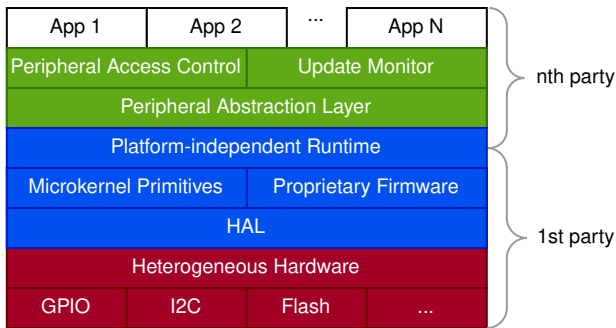 App 1 App 2 ... App N
Peripheral Access Control Update Monitor
nth party
Peripheral Abstraction Layer
Platform-independent Runtime
Microkernel Primitives Proprietary Firmware
HAL
1st party
Heterogeneous Hardware
GPIO I2C Flash ...